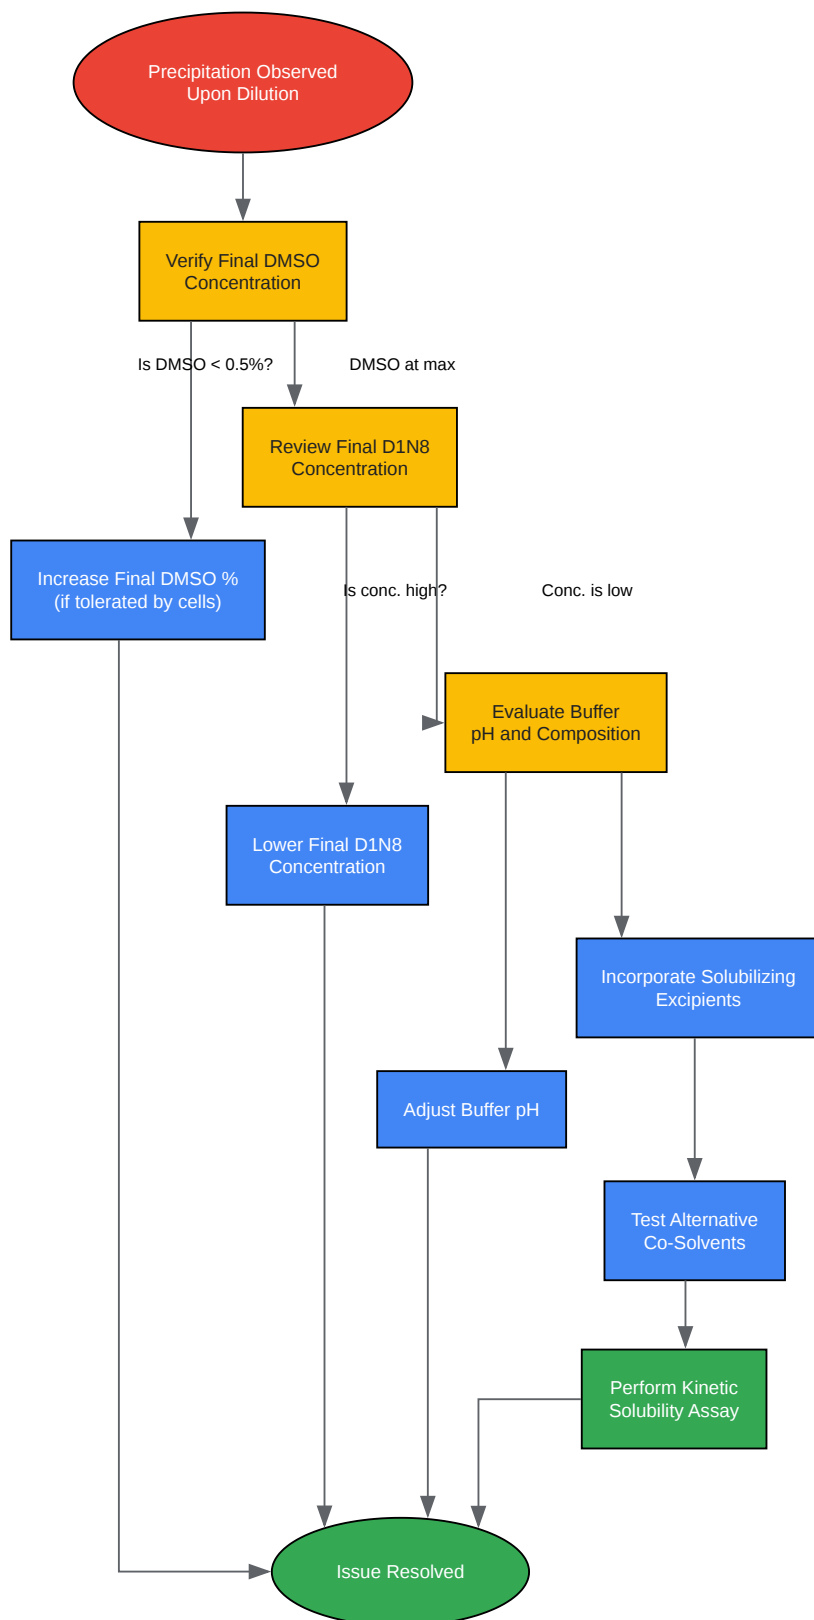 Precipitation Observed
Upon Dilution
Verify Final DMSO
Concentration
Is DMSO < 0.5%?
DMSO at max
Review Final D1N8
Concentration
Increase Final DMSO %
(if tolerated by cells)
Is conc. high?
Conc. is low
Evaluate Buffer
pH and Composition
Lower Final D1N8
Concentration
Incorporate Solubilizing
Excipients
Adjust Buffer pH
Test Alternative
Co-Solvents
Perform Kinetic
Solubility Assay
Issue Resolved